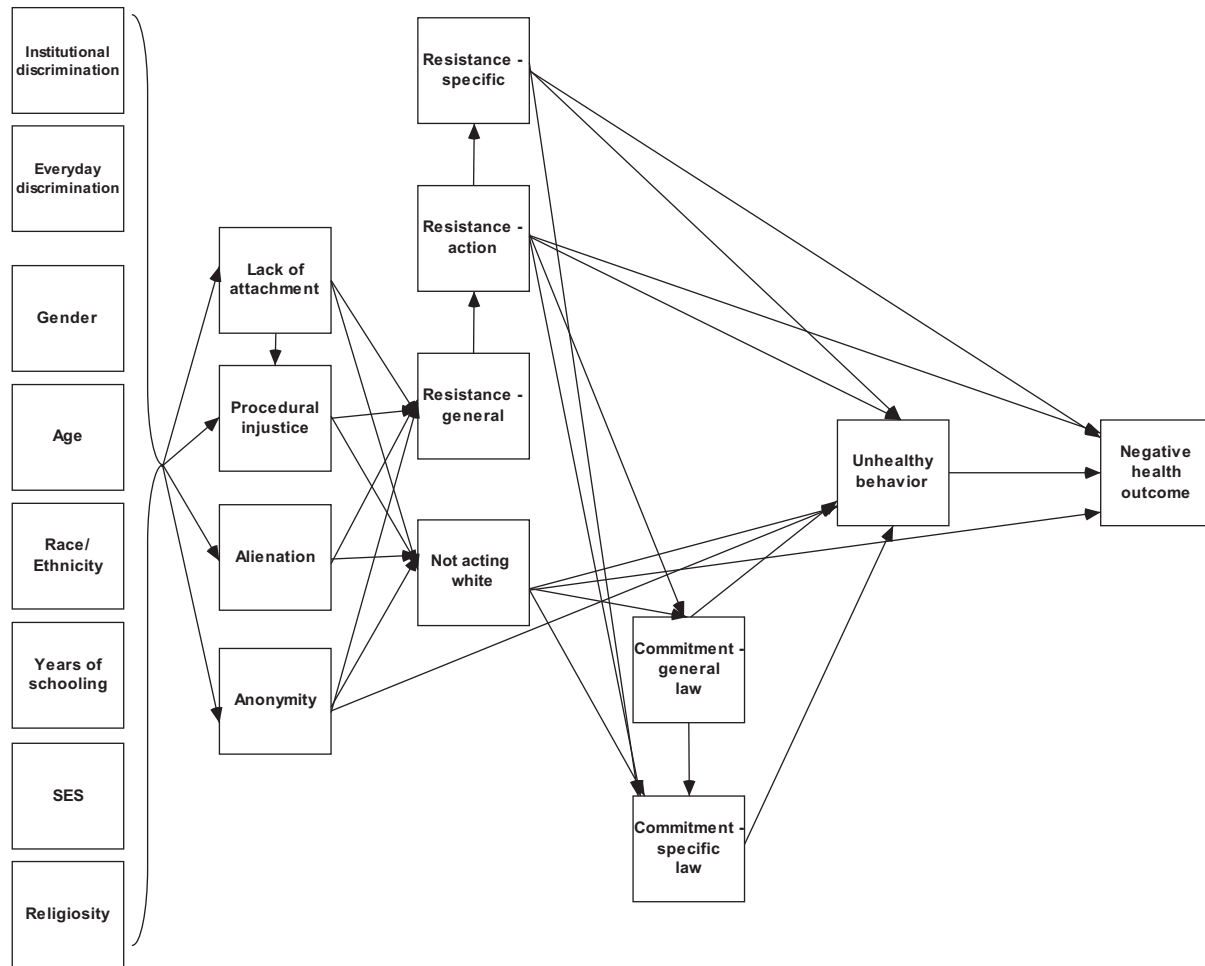 Institutional
discrimination
Everyday
discrimination
Gender
Age
Race/
Ethnicity
Years of
schooling
SES
Religiosity
Lack of
attachment
Procedural
injustice
Alienation
Anonymity
Resistance -
specific
Resistance -
action
Resistance -
general
Not acting
white
Commitment -
general
law
Commitment -
specific
law
Unhealthy
behavior
Negative
health
outcome